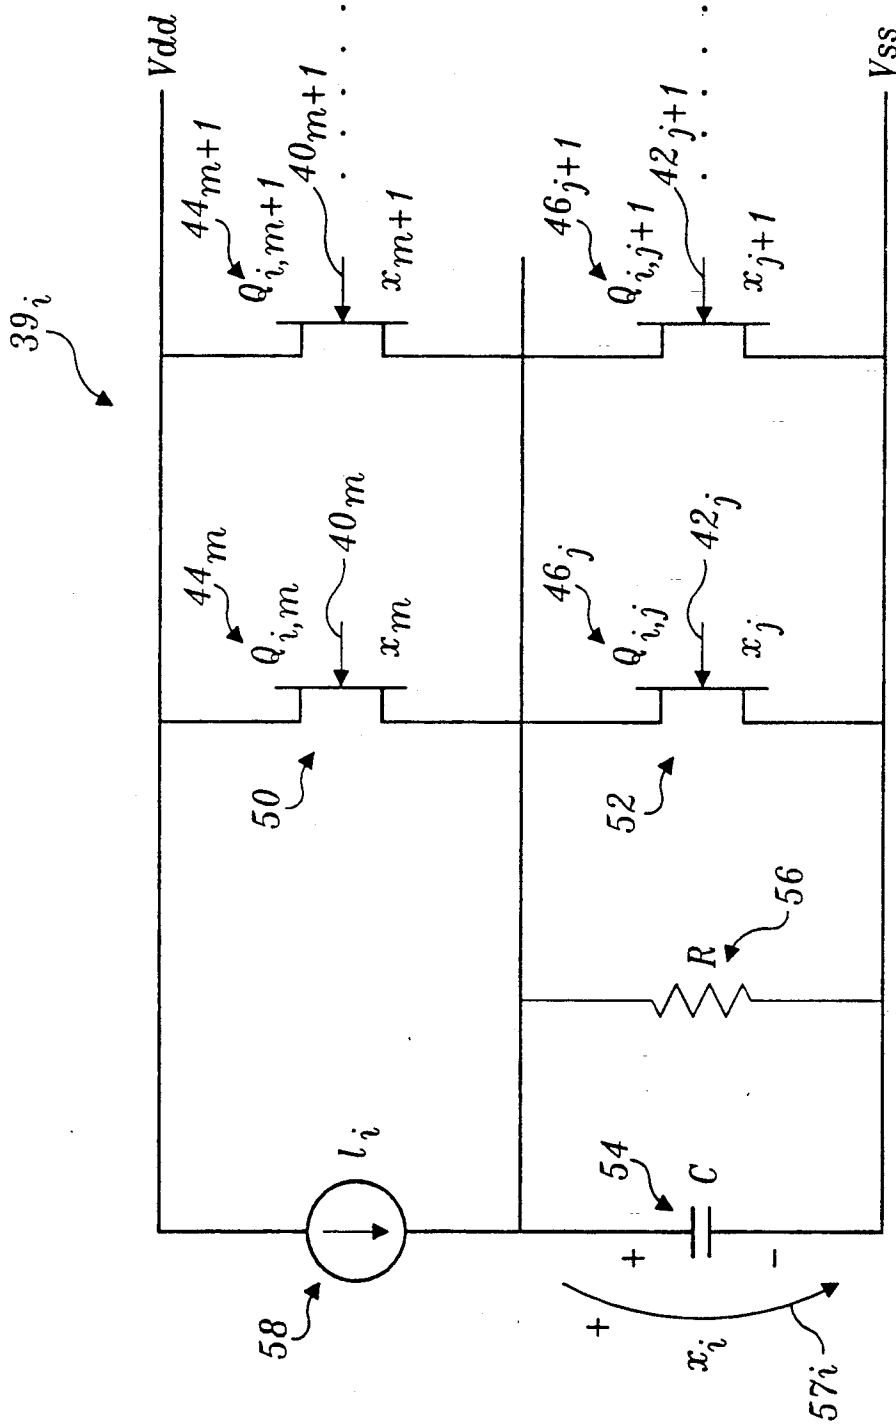 39i
Vdd
44m+1
Qi,m+1
40m+1
xm+1
44m
Qi,m
40m
xm
50
li
58
46j+1
Qi,j+1
42j+1
xj+1
46j
Qi,j
42j
xj
52
R
56
54
C
+
-
+
xi
57i
Vss